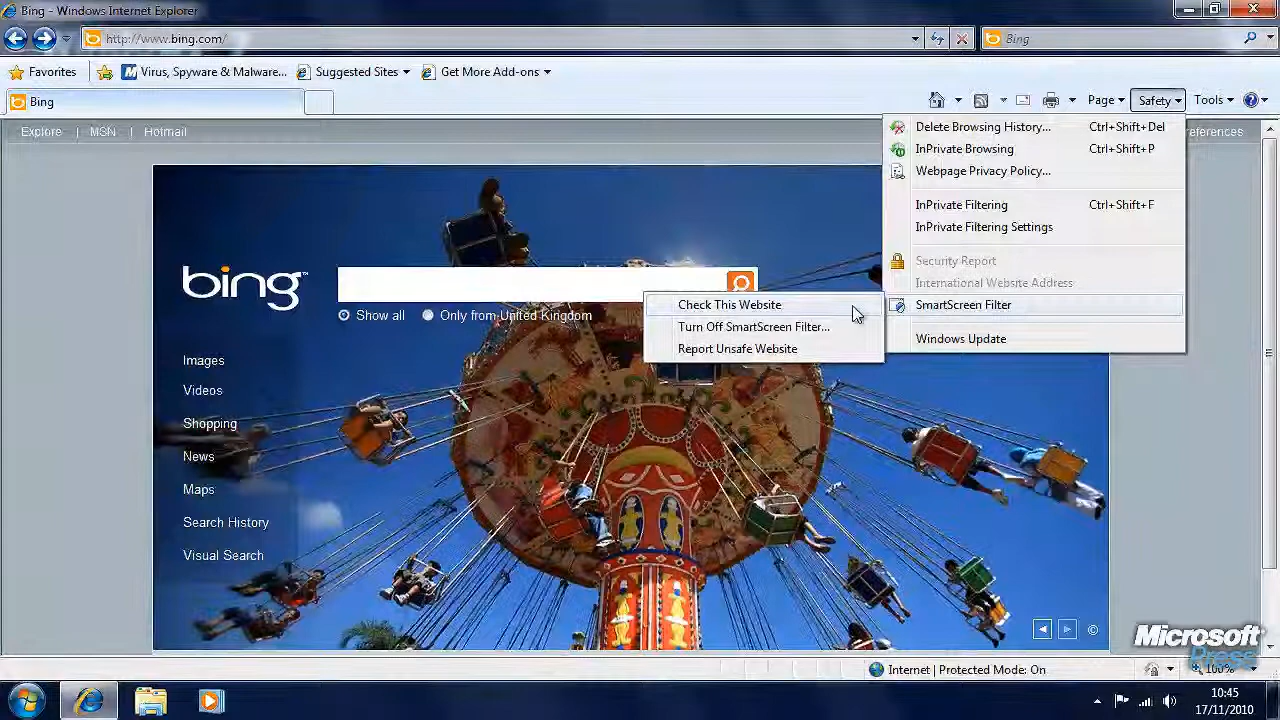 Bing - Windows Internet Explorer
http://www.bing.com/
Bing
Favorites
Virus, Spyware & Malware...
Suggested Sites
Get More Add-ons
Bing
Page
Safety
Tools
Explore | MSN | Hotmail
references
Delete Browsing History... Ctrl+Shift+Del
InPrivate Browsing Ctrl+Shift+P
Webpage Privacy Policy...
InPrivate Filtering Ctrl+Shift+F
InPrivate Filtering Settings
Security Report
International Website Address
SmartScreen Filter
Windows Update
Check This Website
Turn Off SmartScreen Filter...
Report Unsafe Website
bing™
Show all
Only from United Kingdom
Images
Videos
Shopping
News
Maps
Search History
Visual Search
©
Microsoft
Press
Internet | Protected Mode: On
100%
10:45
17/11/2010